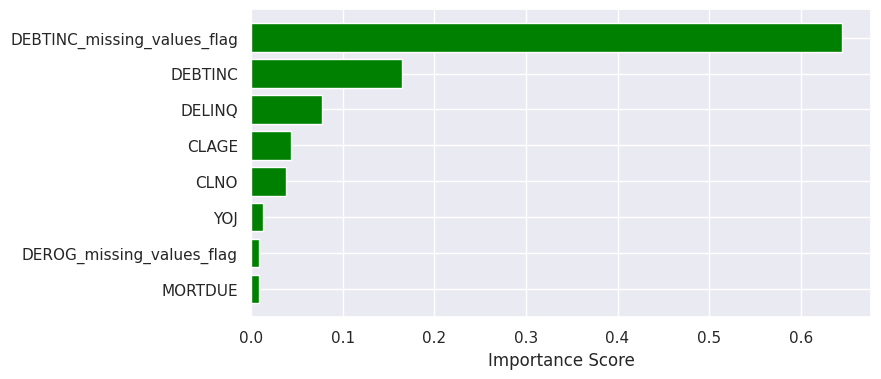 DEBTINC_missing_values_flag
DEBTINC
DELINQ
CLAGE
CLNO
YOJ
DEROG_missing_values_flag
MORTDUE
0.0 0.1 0.2 0.3 0.4 0.5 0.6
Importance Score